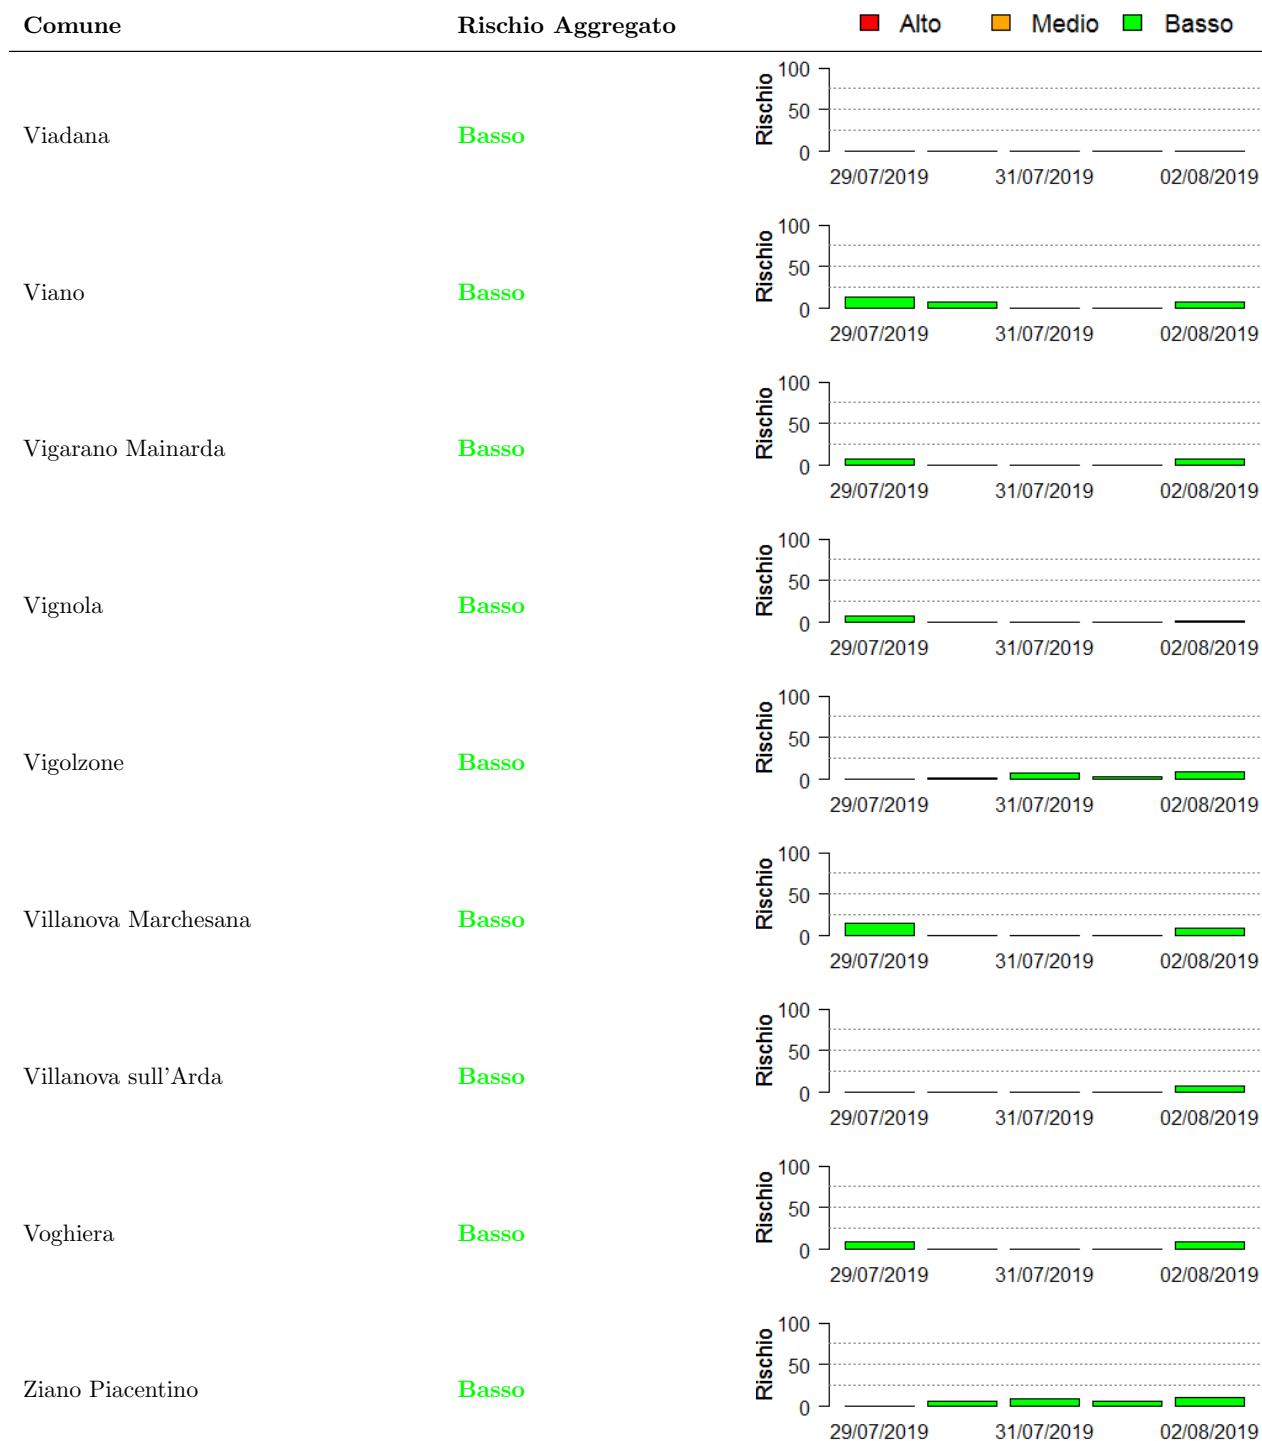 Comune Rischio Aggregato Alto Medio Basso
Viadana Basso
Rischio
100
50
0
29/07/2019 31/07/2019 02/08/2019
Viano Basso
Rischio
100
50
0
29/07/2019 31/07/2019 02/08/2019
Vigarano Mainarda Basso
Rischio
100
50
0
29/07/2019 31/07/2019 02/08/2019
Vignola Basso
Rischio
100
50
0
29/07/2019 31/07/2019 02/08/2019
Vigolzone Basso
Rischio
100
50
0
29/07/2019 31/07/2019 02/08/2019
Villanova Marchesana Basso
Rischio
100
50
0
29/07/2019 31/07/2019 02/08/2019
Villanova sull'Arda Basso
Rischio
100
50
0
29/07/2019 31/07/2019 02/08/2019
Voghiera Basso
Rischio
100
50
0
29/07/2019 31/07/2019 02/08/2019
Ziano Piacentino Basso
Rischio
100
50
0
29/07/2019 31/07/2019 02/08/2019